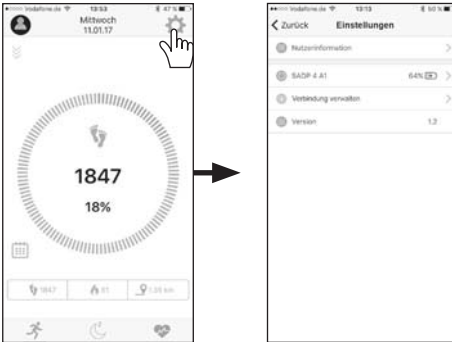 vodafone.de 13:53 47 %
Mittwoch
11.01.17
1847
18%
1847 51 1.35 km
vodafone.de 13:13 50 %
Zurück Einstellungen
Nutzerinformation
SADP 4 A1 64%
Verbindung verwalten
Version 1.2